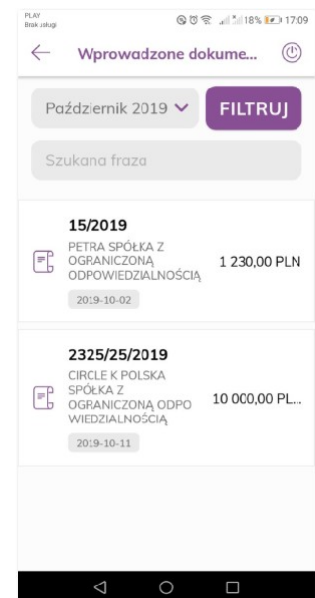 PLAY
Brak usługi
18% 17:09
Wprowadzone dokume...
Październik 2019
FILTRUJ
Szukana fraza
15/2019
PETRA SPÓŁKA Z
OGRANICZONĄ
ODPOWIEDZIALNOŚCIĄ
1 230,00 PLN
2019-10-02
2325/25/2019
CIRCLE K POLSKA
SPÓŁKA Z
OGRANICZONĄ ODPO
WIEDZIALNOŚCIĄ
10 000,00 PL...
2019-10-11